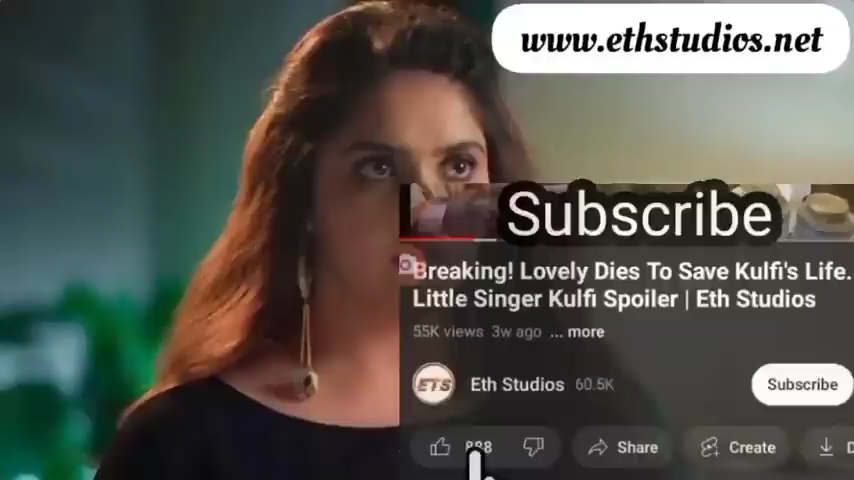 www.ethstudios.net
Subscribe
Breaking! Lovely Dies To Save Kulfi's Life.
Little Singer Kulfi Spoiler | Eth Studios
55K views 3w ago ... more
ETS Eth Studios 60.5K Subscribe
888 Share Create D